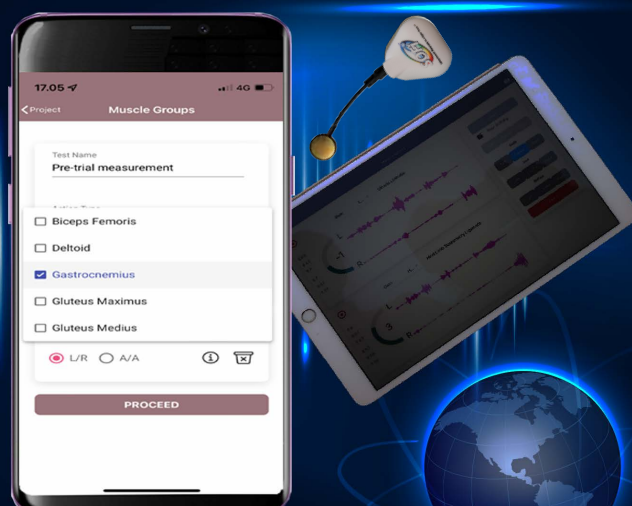 17.05
4G
Project
Muscle Groups
Test Name
Pre-trial measurement
Biceps Femoris
Deltoid
Gastrocnemius
Gluteus Maximus
Gluteus Medius
L/R
A/A
PROCEED
L
R
L
3
R